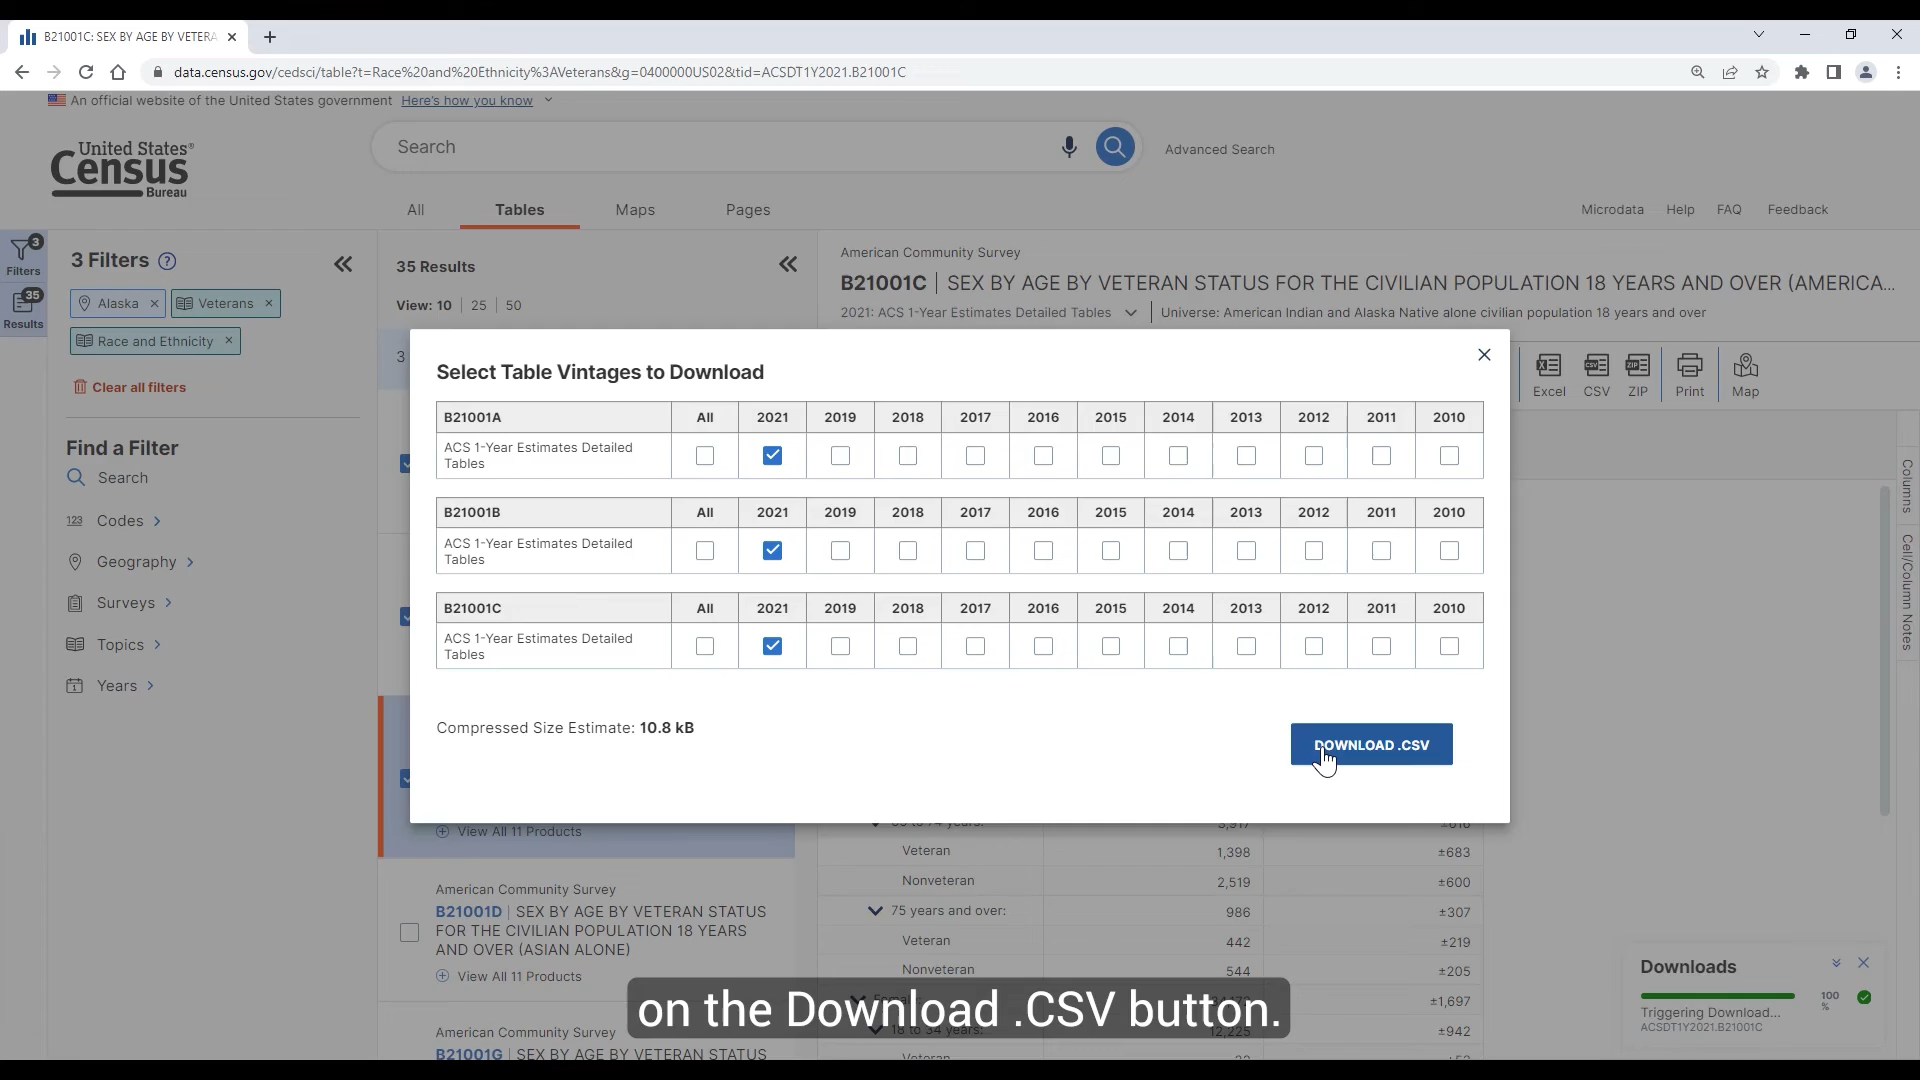 B21001C: SEX BY AGE BY VETERA
data.census.gov/cedsci/table?t=Race%20and%20Ethnicity%3AVeterans&g=0400000US02&tid=ACSDT1Y2021.B21001C
An official website of the United States government Here's how you know
United States®
Census
Bureau
Search
Advanced Search
All Tables Maps Pages
Microdata Help FAQ Feedback
3
Filters
35
Results
3 Filters
Alaska Veterans
Race and Ethnicity
Clear all filters
Find a Filter
Search
123 Codes
Geography
Surveys
Topics
Years
35 Results
View: 10 25 50
3
American Community Survey
B21001C SEX BY AGE BY VETERAN STATUS FOR THE CIVILIAN POPULATION 18 YEARS AND OVER (AMERICA...
2021: ACS 1-Year Estimates Detailed Tables Universe: American Indian and Alaska Native alone civilian population 18 years and over
Excel CSV ZIP Print Map
Columns
Cell/Column Notes
Select Table Vintages to Download
B21001A All 2021 2019 2018 2017 2016 2015 2014 2013 2012 2011 2010
ACS 1-Year Estimates Detailed
Tables
B21001B All 2021 2019 2018 2017 2016 2015 2014 2013 2012 2011 2010
ACS 1-Year Estimates Detailed
Tables
B21001C All 2021 2019 2018 2017 2016 2015 2014 2013 2012 2011 2010
ACS 1-Year Estimates Detailed
Tables
Compressed Size Estimate: 10.8 kB
DOWNLOAD .CSV
View All 11 Products
American Community Survey
B21001D SEX BY AGE BY VETERAN STATUS
FOR THE CIVILIAN POPULATION 18 YEARS
AND OVER (ASIAN ALONE)
View All 11 Products
American Community Survey
B21001G SEX BY AGE BY VETERAN STATUS
Veteran 1,398 ±683
Nonveteran 2,519 ±600
75 years and over: 986 ±307
Veteran 442 ±219
Nonveteran 544 ±205
±1,697
18 to 34 years: 12,225 ±942
on the Download .CSV button.
Downloads
100
%
Triggering Download...
ACSDT1Y2021.B21001C